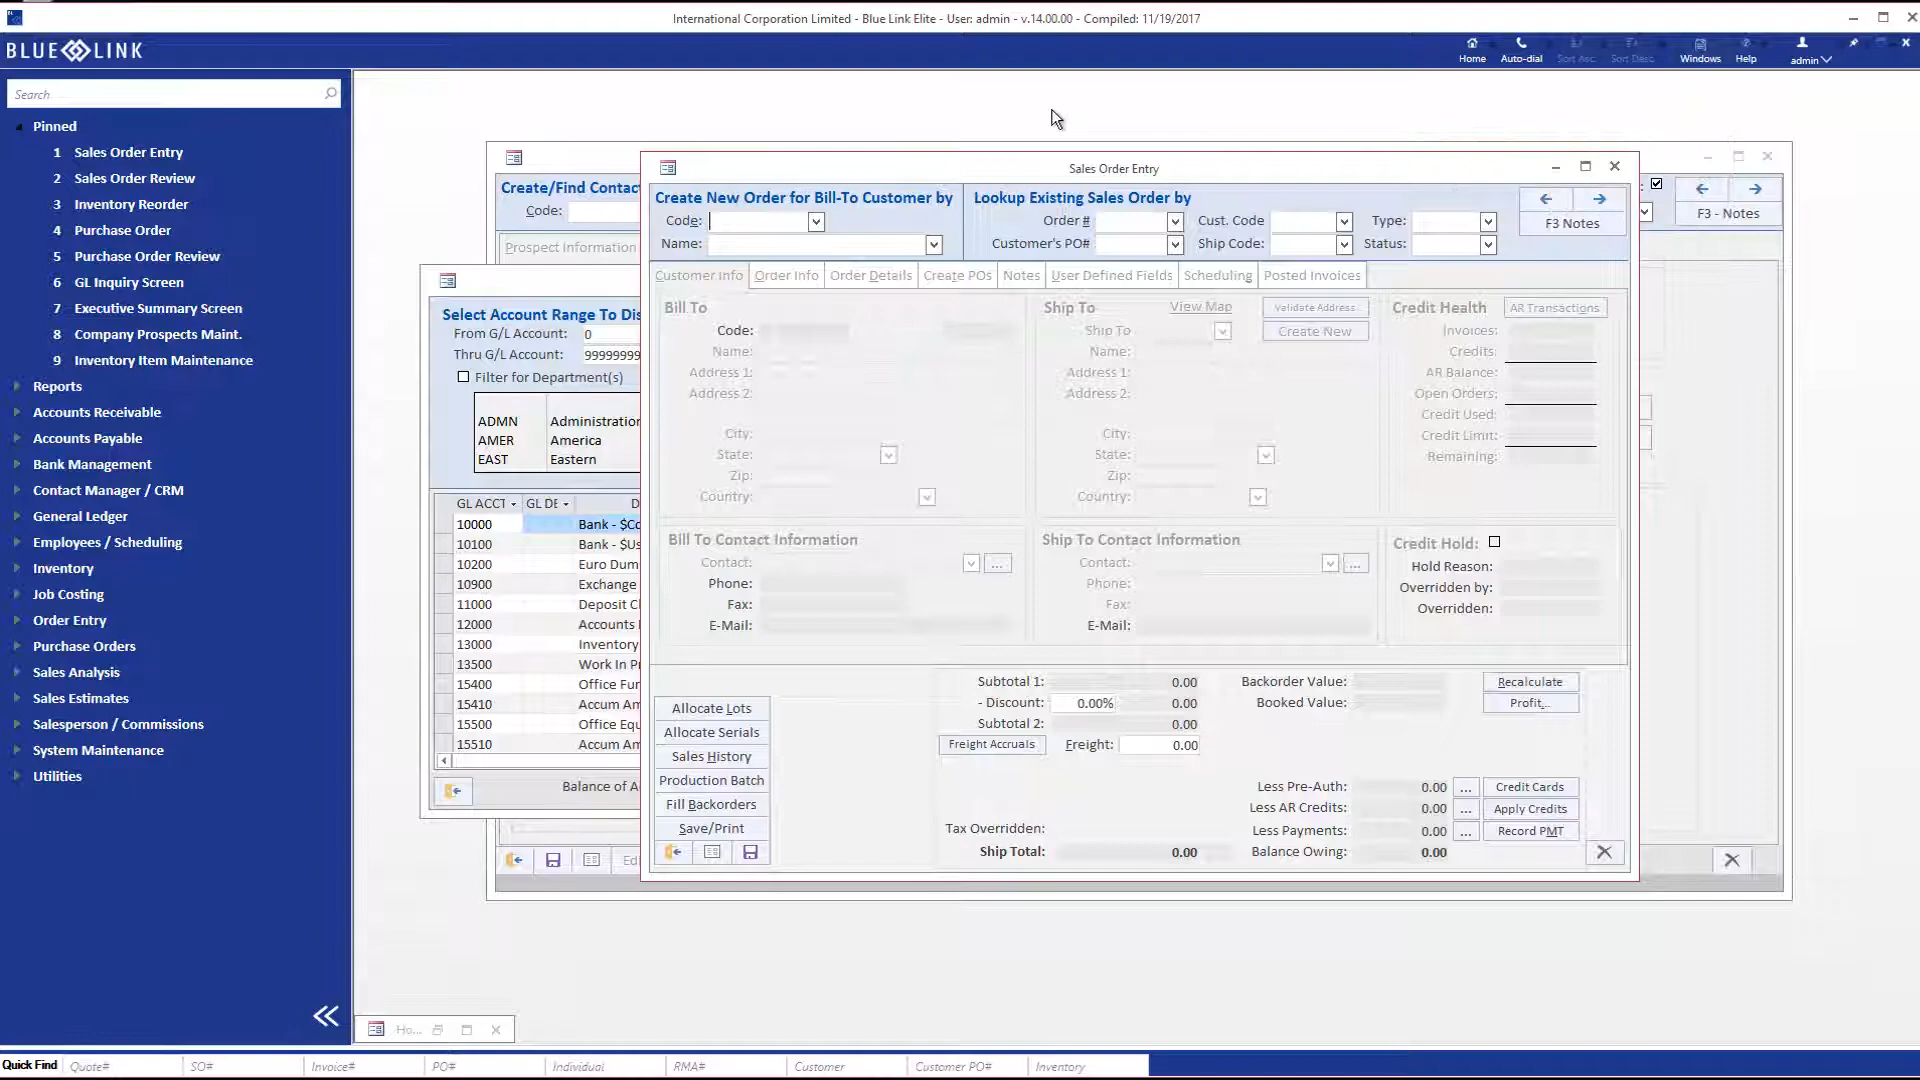 International Corporation Limited - Blue Link Elite - User: admin - v.14.00.00 - Compiled: 11/19/2017
BLUE LINK
Home
Auto-dial
Sort Asc.
Sort Desc.
Windows
Help
admin
Search
Pinned
1 Sales Order Entry
2 Sales Order Review
3 Inventory Reorder
4 Purchase Order
5 Purchase Order Review
6 GL Inquiry Screen
7 Executive Summary Screen
8 Company Prospects Maint.
9 Inventory Item Maintenance
Reports
Accounts Receivable
Accounts Payable
Bank Management
Contact Manager / CRM
General Ledger
Employees / Scheduling
Inventory
Job Costing
Order Entry
Purchase Orders
Sales Analysis
Sales Estimates
Salesperson / Commissions
System Maintenance
Utilities
Create/Find Contac
Code:
Prospect Information
F3 - Notes
Select Account Range To Dis
From G/L Account: 0
Thru G/L Account: 99999999
Filter for Department(s)
ADMN Administration
AMER America
EAST Eastern
GL ACCT GL DE D
10000 Bank - $Co
10100 Bank - $Us
10200 Euro Dum
10900 Exchange
11000 Deposit Cl
12000 Accounts
13000 Inventory
13500 Work In Pr
15400 Office Fur
15410 Accum Am
15500 Office Equ
15510 Accum Am
Balance of A
Sales Order Entry
Create New Order for Bill-To Customer by
Code:
Name:
Lookup Existing Sales Order by
Order # Cust. Code Type:
Customer's PO# Ship Code: Status:
F3 Notes
Customer Info Order Info Order Details Create POs Notes User Defined Fields Scheduling Posted Invoices
Bill To
Code:
Name:
Address 1:
Address 2:
City:
State:
Zip:
Country:
Ship To View Map Validate Address
Ship To Create New
Name:
Address 1:
Address 2:
City:
State:
Zip:
Country:
Credit Health AR Transactions
Invoices:
Credits:
AR Balance:
Open Orders:
Credit Used:
Credit Limit:
Remaining:
Bill To Contact Information
Contact: ...
Phone:
Fax:
E-Mail:
Ship To Contact Information
Contact: ...
Phone:
Fax:
E-Mail:
Credit Hold:
Hold Reason:
Overridden by:
Overridden:
Allocate Lots
Allocate Serials
Sales History
Production Batch
Fill Backorders
Save/Print
Subtotal 1: 0.00
- Discount: 0.00% 0.00
Subtotal 2: 0.00
Freight Accruals Freight: 0.00
Tax Overridden:
Ship Total: 0.00
Backorder Value: Recalculate
Booked Value: Profit...
Less Pre-Auth: 0.00 ... Credit Cards
Less AR Credits: 0.00 ... Apply Credits
Less Payments: 0.00 ... Record PMT
Balance Owing: 0.00
Ho...
Quick Find Quote# SO# Invoice# PO# Individual RMA# Customer Customer PO# Inventory